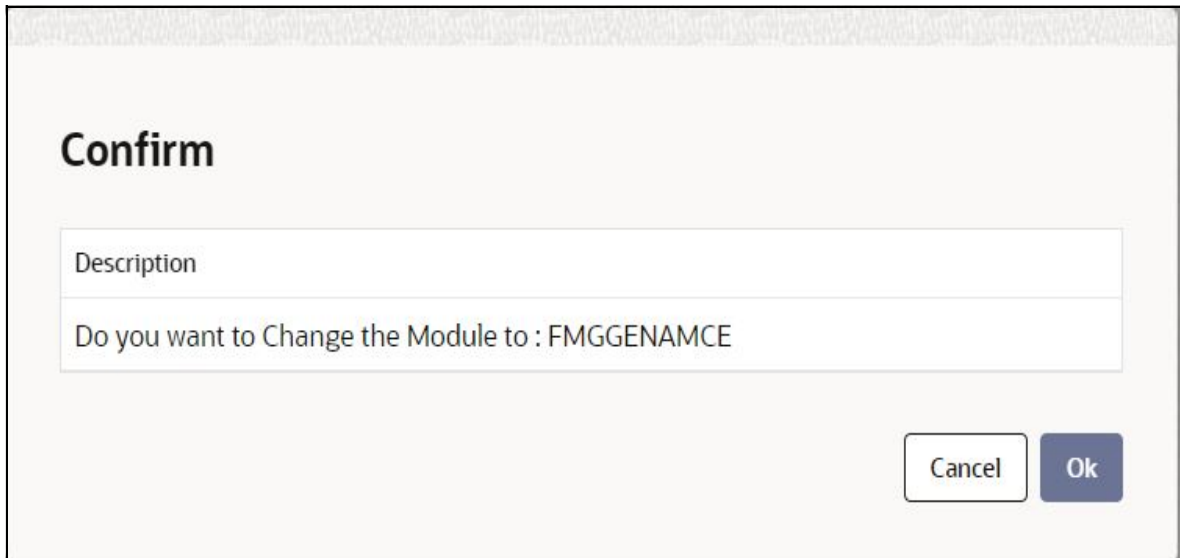 Confirm
Description
Do you want to Change the Module to : FMGGENAMCE
Cancel
Ok